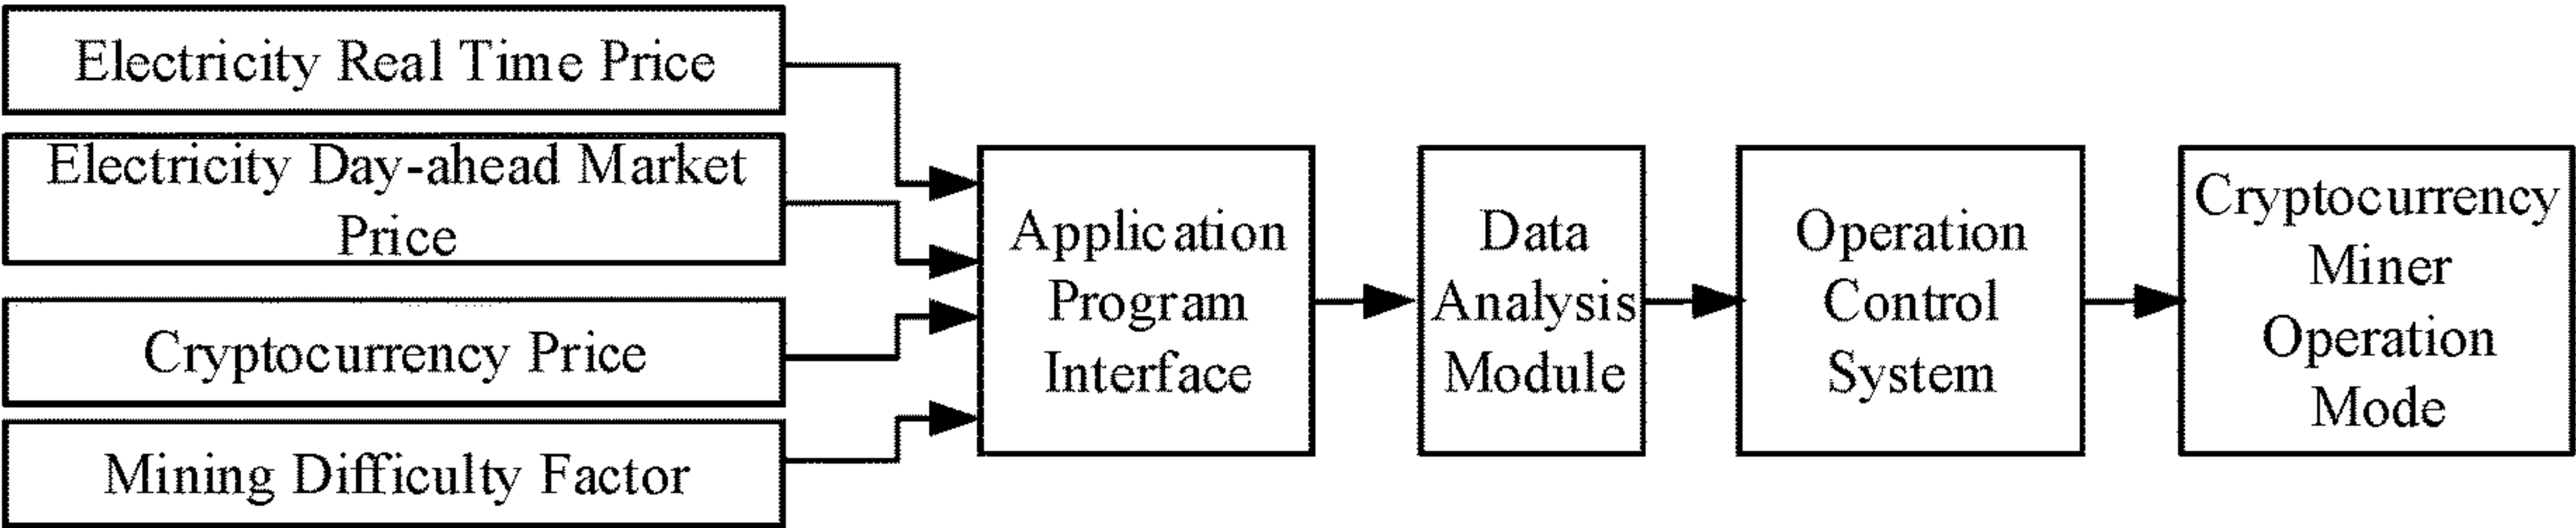 Electricity Real Time Price
Electricity Day-ahead Market
Price
Cryptocurrency Price
Mining Difficulty Factor
Application
Program
Interface
Data
Analysis
Module
Operation
Control
System
Cryptocurrency
Miner
Operation
Mode